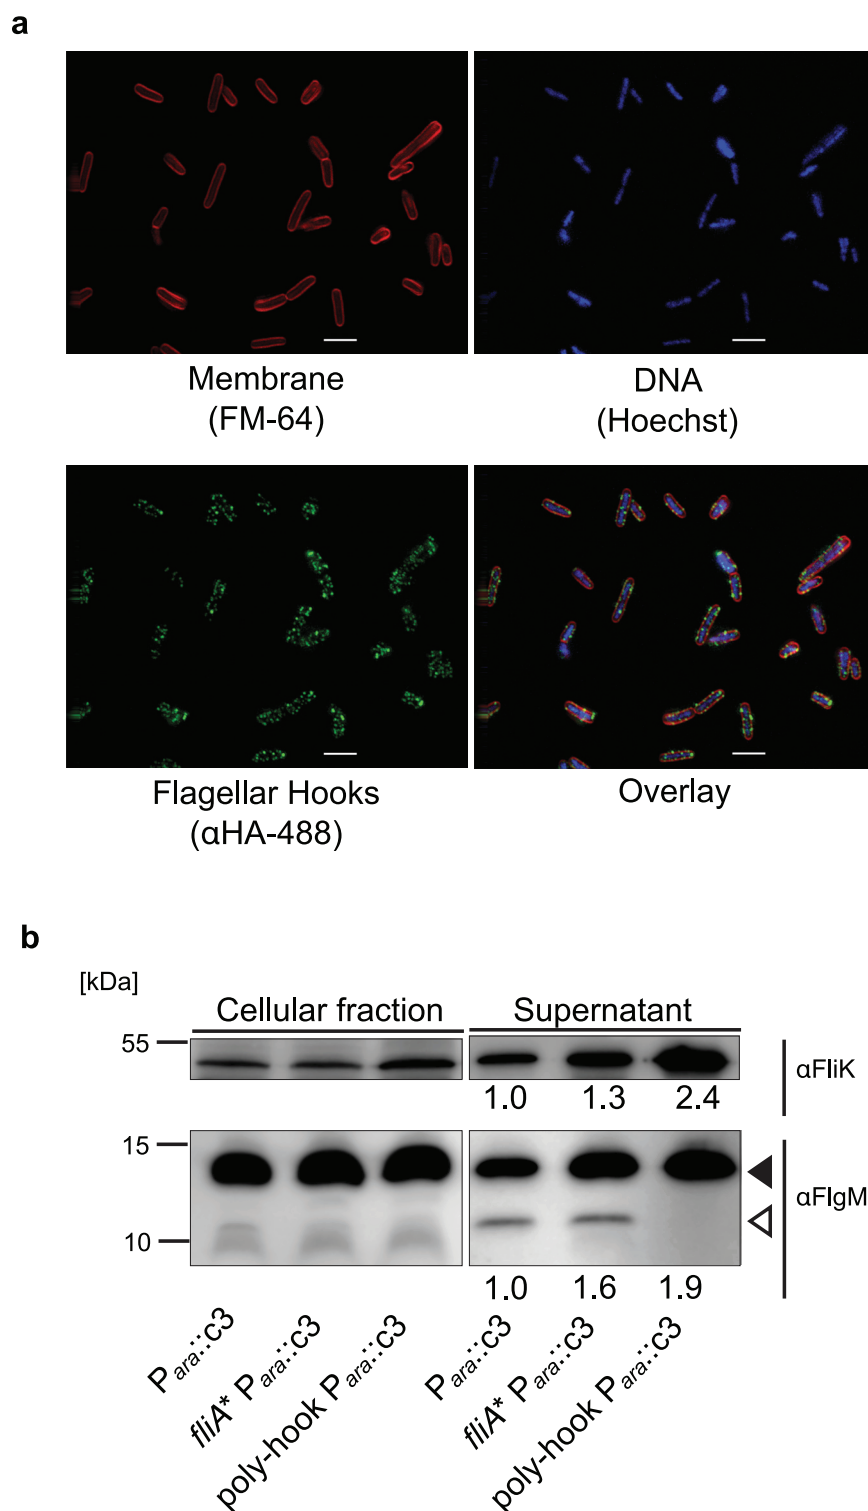 a
Membrane
(FM-64)
DNA
(Hoechst)
Flagellar Hooks
(αHA-488)
Overlay
b
[kDa]
Cellular fraction
Supernatant
55
αFliK
1.0 1.3 2.4
15
αFlgM
10
1.0 1.6 1.9
Para::c3
fliA* Para::c3
poly-hook Para::c3
Para::c3
fliA* Para::c3
poly-hook Para::c3